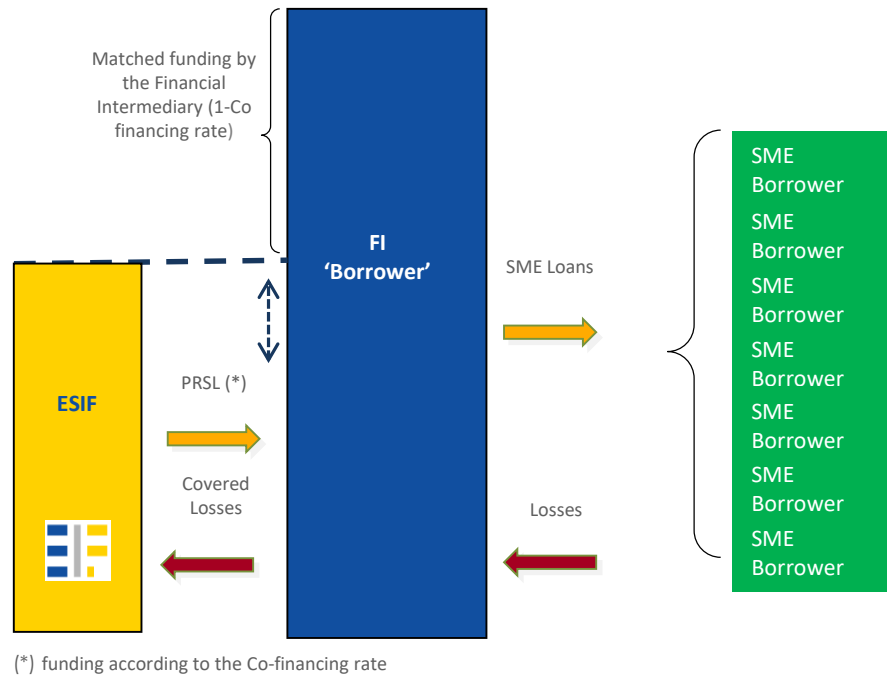 Matched funding by
the Financial
Intermediary (1-Co
financing rate)
FI
‘Borrower’
ESIF
PRSL (*)
Covered
Losses
SME Loans
Losses
SME
Borrower
SME
Borrower
SME
Borrower
SME
Borrower
SME
Borrower
SME
Borrower
SME
Borrower
(*) funding according to the Co-financing rate